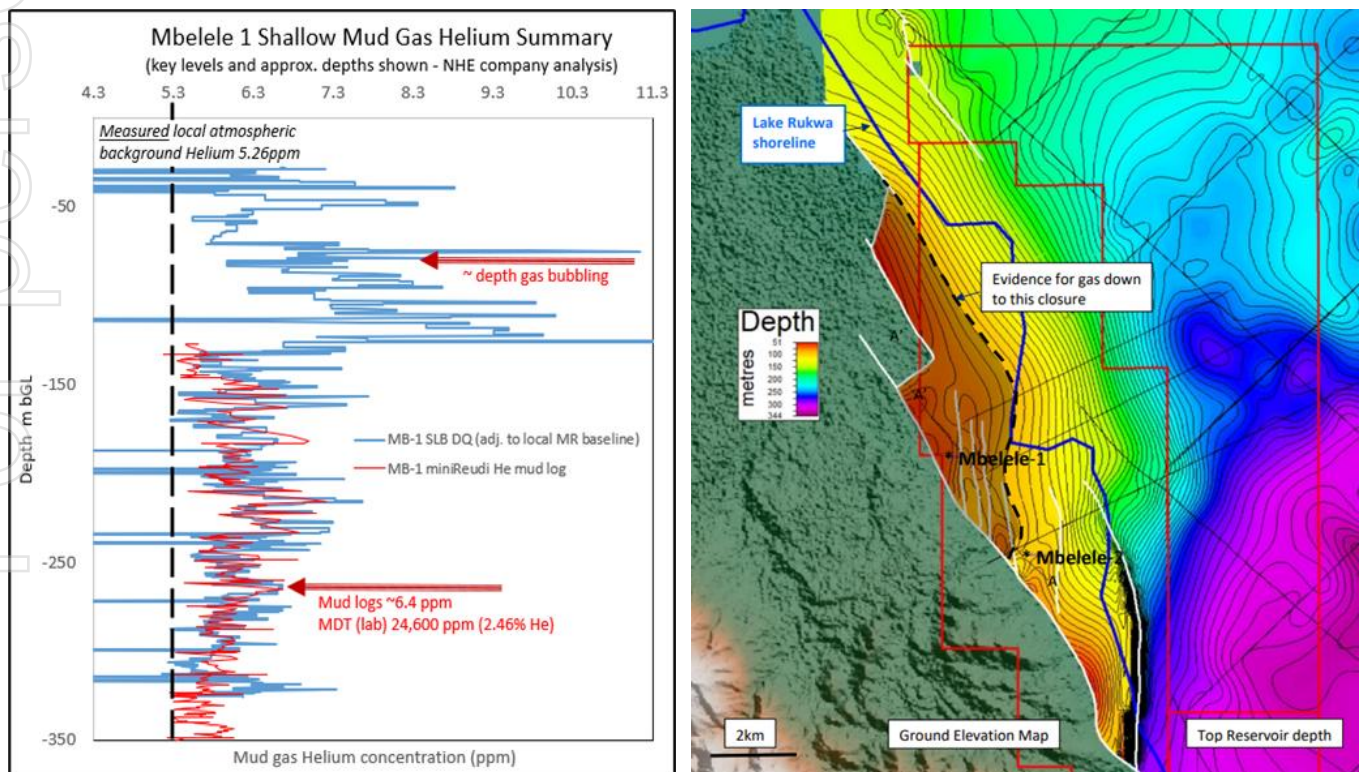 Mbelele 1 Shallow Mud Gas Helium Summary
(key levels and approx. depths shown - NHE company analysis)
4.3 5.3 6.3 7.3 8.3 9.3 10.3 11.3
Measured local atmospheric
background Helium 5.26ppm
-50
~ depth gas bubbling
-150
MB-1 SLB DQ (adj. to local MR baseline)
MB-1 miniReudi He mud log
Depth m bGL
-250
Mud logs ~6.4 ppm
MDT (lab) 24,600 ppm (2.46% He)
-350
Mud gas Helium concentration (ppm)
Lake Rukwa
shoreline
Evidence for gas down
to this closure
Depth
metres
51
100
150
200
250
300
344
A
A'
* Mbelele-1
* Mbelele-2
A
2km
Ground Elevation Map
Top Reservoir depth